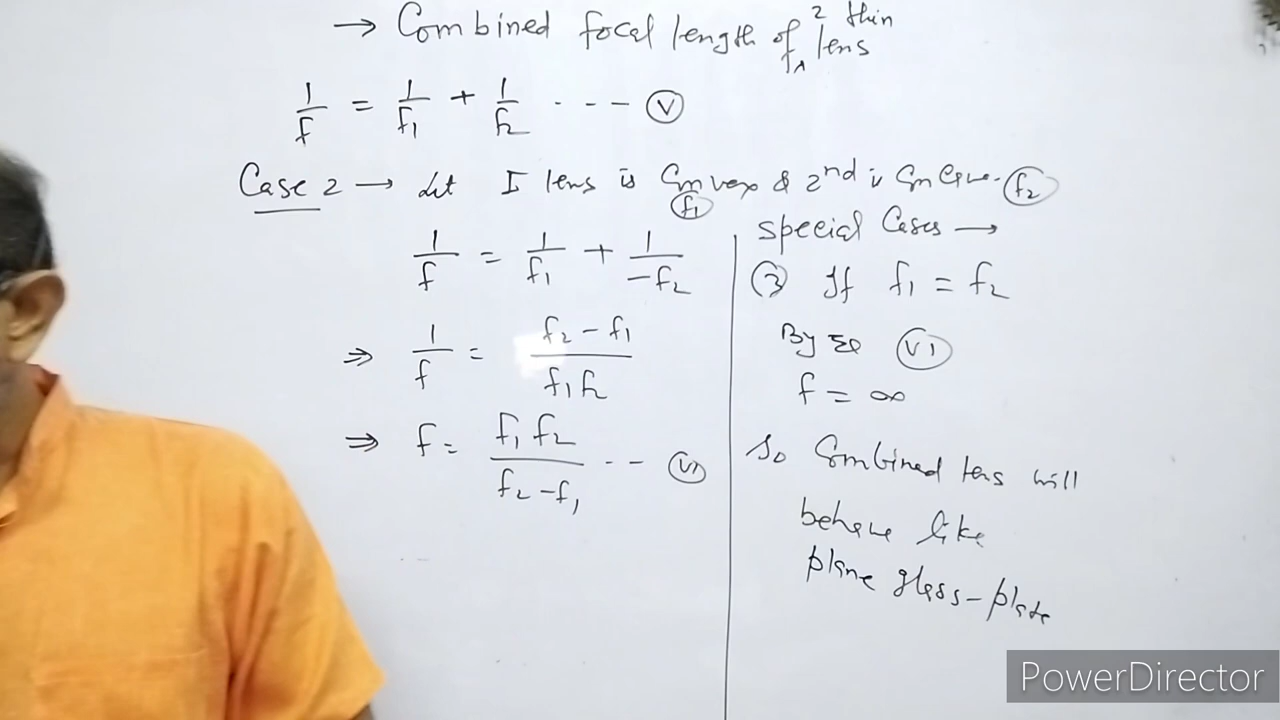 → Combined focal length of 2 thin lens
1/f = 1/f₁ + 1/f₂ --- (V)
Case 2 → Let I lens is Convex & 2nd is Concave. (f₂)
(f₁)
1/f = 1/f₁ + 1/-f₂
⇒ 1/f = f₂ - f₁ / f₁f₂
⇒ f = f₁ f₂ / f₂ - f₁ -- (VI)
Special Cases →
If f₁ = f₂
By Eq (VI)
f = ∞
So Combined lens will
behave like
plane glass-plate
PowerDirector